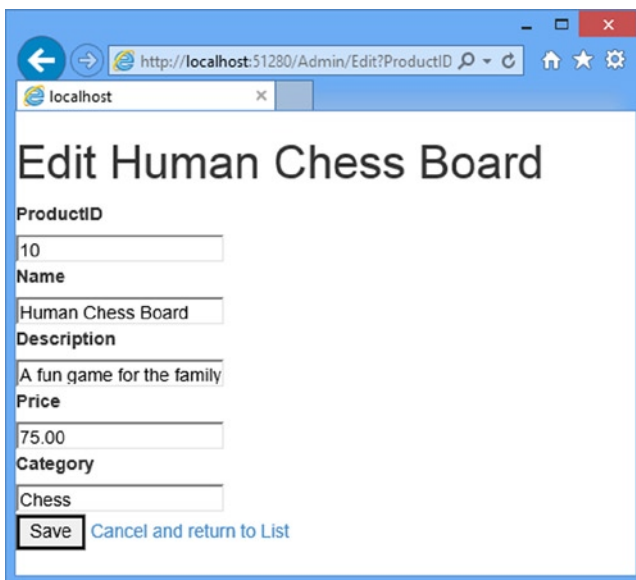 http://localhost:51280/Admin/Edit?ProductID
localhost
Edit Human Chess Board
ProductID
10
Name
Human Chess Board
Description
A fun game for the family
Price
75.00
Category
Chess
Save Cancel and return to List